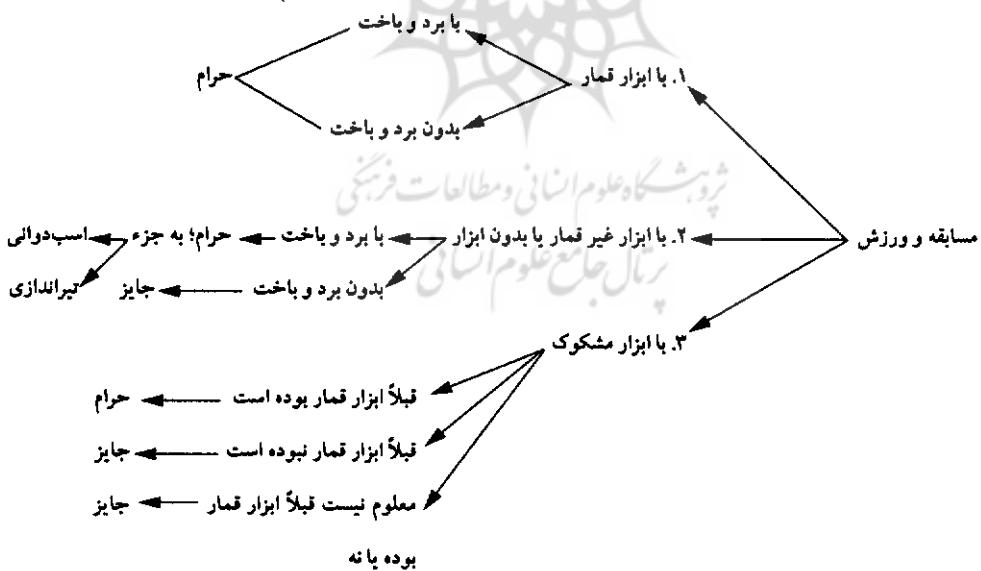 با برد و باخت
۱. با ابزار قمار
حرام
بدون برد و باخت
پژوهشگاه علوم انسانی و مطالعات فرهنگی
مسابقه و ورزش
۲. با ابزار غیر قمار یا بدون ابزار
با برد و باخت
حرام؛ به جزء
اسب‌دوانی
پرتال جامع علوم انسانی
بدون برد و باخت
جایز
تیراندازی
۳. با ابزار مشکوک
قبلاً ابزار قمار بوده است
حرام
قبلاً ابزار قمار نبوده است
جایز
معلوم نیست قبلاً ابزار قمار
جایز
بوده یا نه